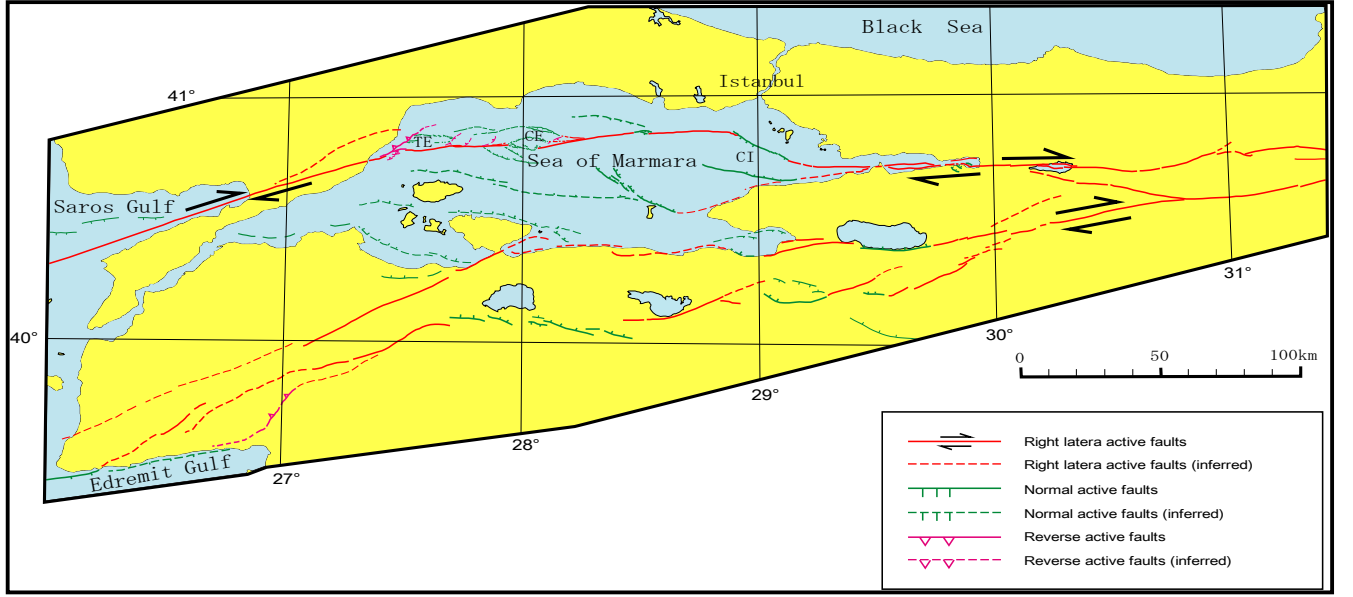 Black Sea
Istanbul
41°
TE
CE
CI
Sea of Marmara
Saros Gulf
31°
40°
30°
0 50 100km
29°
28°
Edremit Gulf
27°
Right latera active faults
Right latera active faults (inferred)
Normal active faults
Normal active faults (inferred)
Reverse active faults
Reverse active faults (inferred)